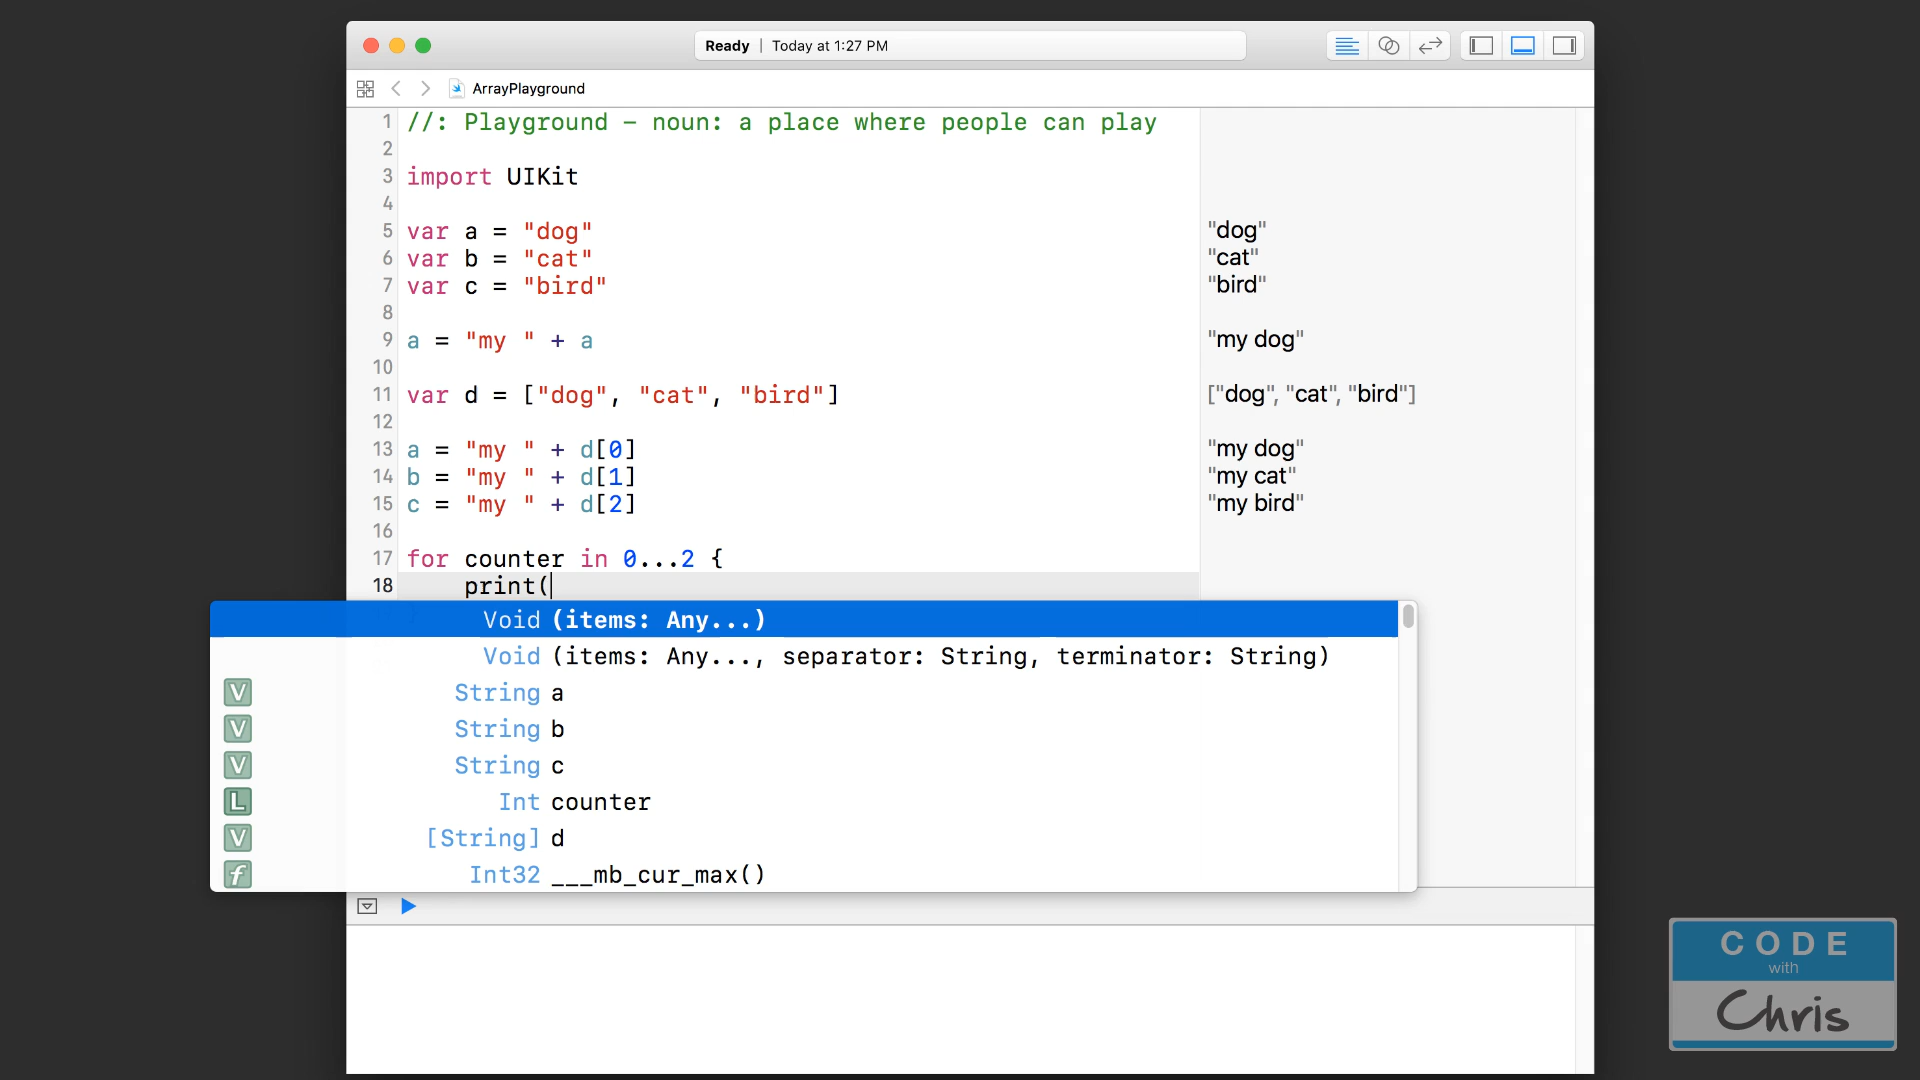 Ready | Today at 1:27 PM
ArrayPlayground
1 //: Playground – noun: a place where people can play
2
3 import UIKit
4
5 var a = "dog" "dog"
6 var b = "cat" "cat"
7 var c = "bird" "bird"
8
9 a = "my " + a "my dog"
10
11 var d = ["dog", "cat", "bird"] ["dog", "cat", "bird"]
12
13 a = "my " + d[0] "my dog"
14 b = "my " + d[1] "my cat"
15 c = "my " + d[2] "my bird"
16
17 for counter in 0...2 {
18 print(
Void (items: Any...)
Void (items: Any..., separator: String, terminator: String)
V String a
V String b
V String c
L Int counter
V [String] d
f Int32 ___mb_cur_max()
CODE
with
Chris